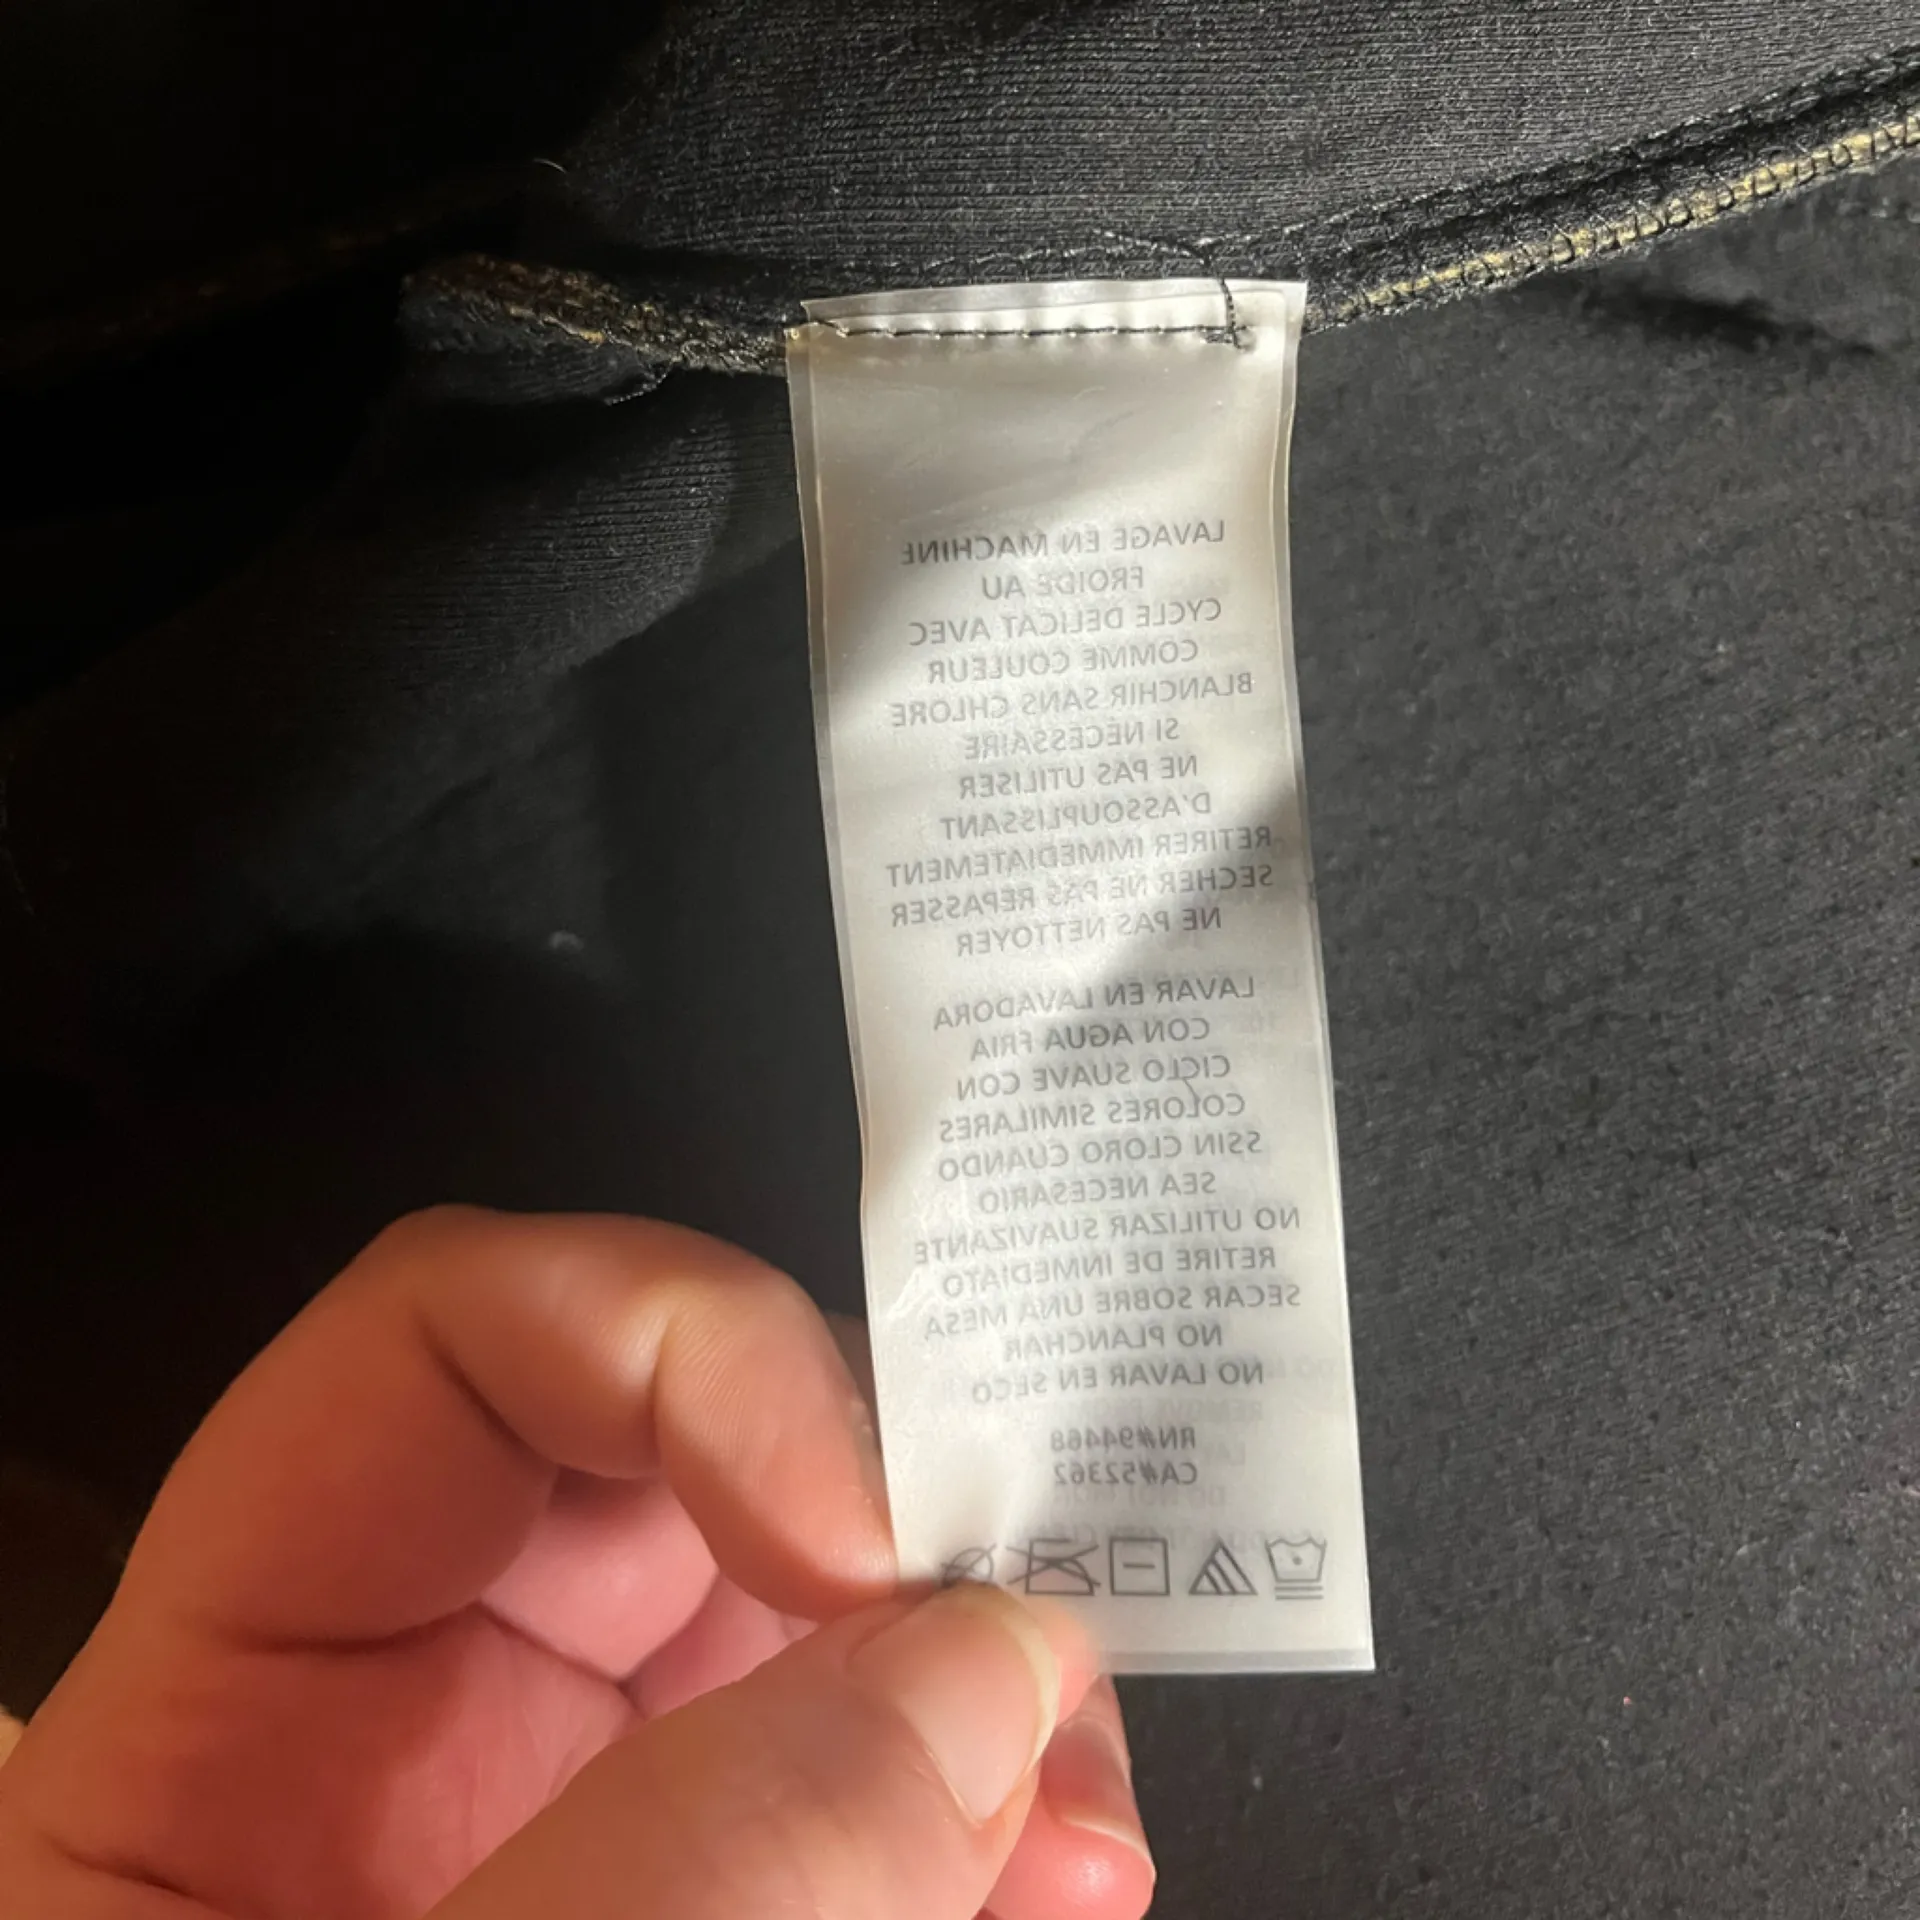 LAVAGE EN MACHINE
FROIDE AU
CYCLE DELICAT AVEC
COMME COULEUR
BLANCHIR SANS CHLORE
SI NÉCESSAIRE
NE PAS UTILISER
D'ASSOUPLISSANT
RETIRER IMMEDIATEMENT
SECHER NE PAS REPASSER
NE PAS NETTOYER
LAVAR EN LAVADORA
CON AGUA FRIA
CICLO SUAVE CON
COLORES SIMILARES
SSIN CLORO CUANDO
SEA NECESARIO
NO UTILIZAR SUAVIZANTE
RETIRE DE INMEDIATO
SECAR SOBRE UNA MESA
NO PLANCHAR
NO LAVAR EN SECO
RN#94468
CA#52362